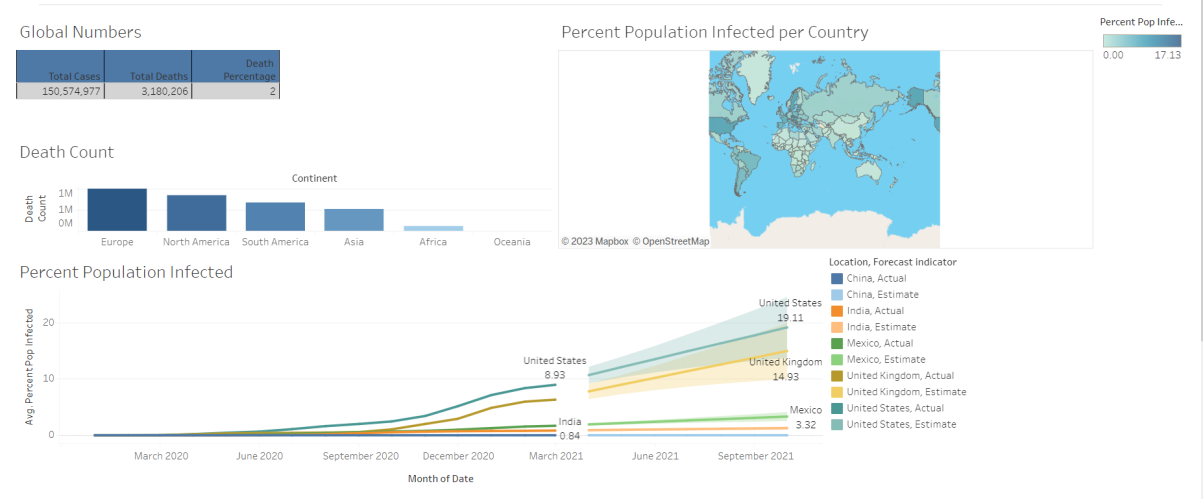 Global Numbers
Total Cases Total Deaths Death Percentage
150,574,977 3,180,206 2
Percent Population Infected per Country
© 2023 Mapbox © OpenStreetMap
Percent Pop Infe...
0.00 17.13
Death Count
Continent
Death Count
1M
1M
0M
Europe North America South America Asia Africa Oceania
Percent Population Infected
Avg. Percent Pop Infected
20
10
0
United States
8.93
India
0.84
United States
19.11
United Kingdom
14.93
Mexico
3.32
March 2020 June 2020 September 2020 December 2020 March 2021 June 2021 September 2021
Month of Date
Location, Forecast indicator
China, Actual
China, Estimate
India, Actual
India, Estimate
Mexico, Actual
Mexico, Estimate
United Kingdom, Actual
United Kingdom, Estimate
United States, Actual
United States, Estimate